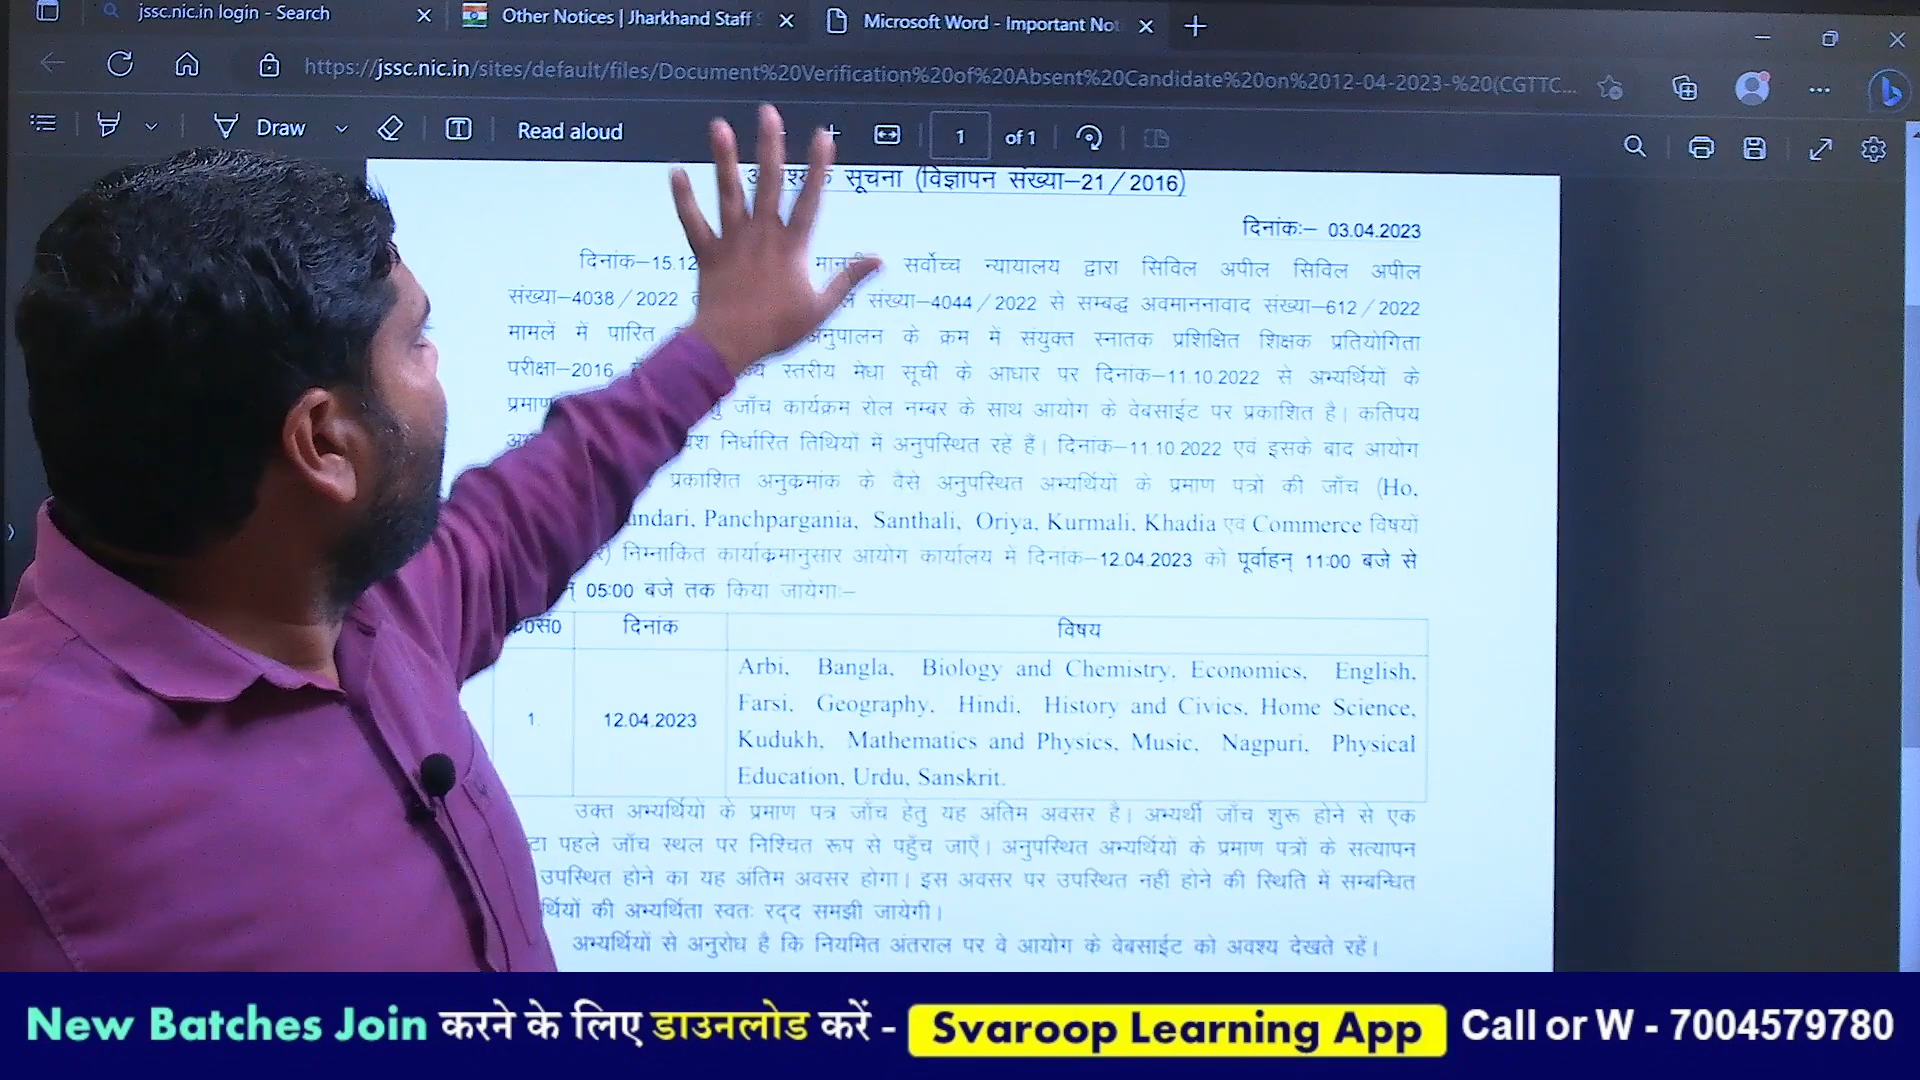 jssc.nic.in login - Search
Other Notices | Jharkhand Staff S
Microsoft Word - Important Not
https://jssc.nic.in/sites/default/files/Document%20Verification%20of%20Absent%20Candidate%20on%2012-04-2023-%20(CGTTC...
Draw
Read aloud
1 of 1
सूचना (विज्ञापन संख्या–21/2016)
दिनांकः– 03.04.2023
दिनांक–15.12 सर्वोच्च न्यायालय द्वारा सिविल अपील सिविल अपील
संख्या–4038/2022 संख्या–4044/2022 से सम्बद्ध अवमाननावाद संख्या–612/2022
मामलें में पारित अनुपालन के क्रम में संयुक्त स्नातक प्रशिक्षित शिक्षक प्रतियोगिता
परीक्षा–2016 स्तरीय मेधा सूची के आधार पर दिनांक–11.10.2022 से अभ्यर्थियों के
जाँच कार्यक्रम रोल नम्बर के साथ आयोग के वेबसाईट पर प्रकाशित है। कतिपय
निर्धारित तिथियों में अनुपस्थित रहें हैं। दिनांक–11.10.2022 एवं इसके बाद आयोग
प्रकाशित अनुक्रमांक के वैसे अनुपस्थित अभ्यर्थियों के प्रमाण पत्रों की जाँच (Ho,
undari, Panchpargania, Santhali, Oriya, Kurmali, Khadia एवं Commerce विषयों
निम्नाकित कार्याक्रमानुसार आयोग कार्यालय में दिनांक–12.04.2023 को पूर्वाहन् 11:00 बजे से
05:00 बजे तक किया जायेगाः–
दिनांक
विषय
1.
12.04.2023
Arbi, Bangla, Biology and Chemistry, Economics, English,
Farsi, Geography, Hindi, History and Civics, Home Science,
Kudukh, Mathematics and Physics, Music, Nagpuri, Physical
Education, Urdu, Sanskrit.
उक्त अभ्यर्थियों के प्रमाण पत्र जाँच हेतु यह अंतिम अवसर है। अभ्यर्थी जाँच शुरू होने से एक
पहले जाँच स्थल पर निश्चित रूप से पहुँच जाएँ। अनुपस्थित अभ्यर्थियों के प्रमाण पत्रों के सत्यापन
उपस्थित होने का यह अंतिम अवसर होगा। इस अवसर पर उपस्थित नहीं होने की स्थिति में सम्बन्धित
की अभ्यर्थिता स्वतः रद्द समझी जायेगी।
अभ्यर्थियों से अनुरोध है कि नियमित अंतराल पर वे आयोग के वेबसाईट को अवश्य देखते रहें।
New Batches Join करने के लिए डाउनलोड करें - Svaroop Learning App Call or W - 7004579780